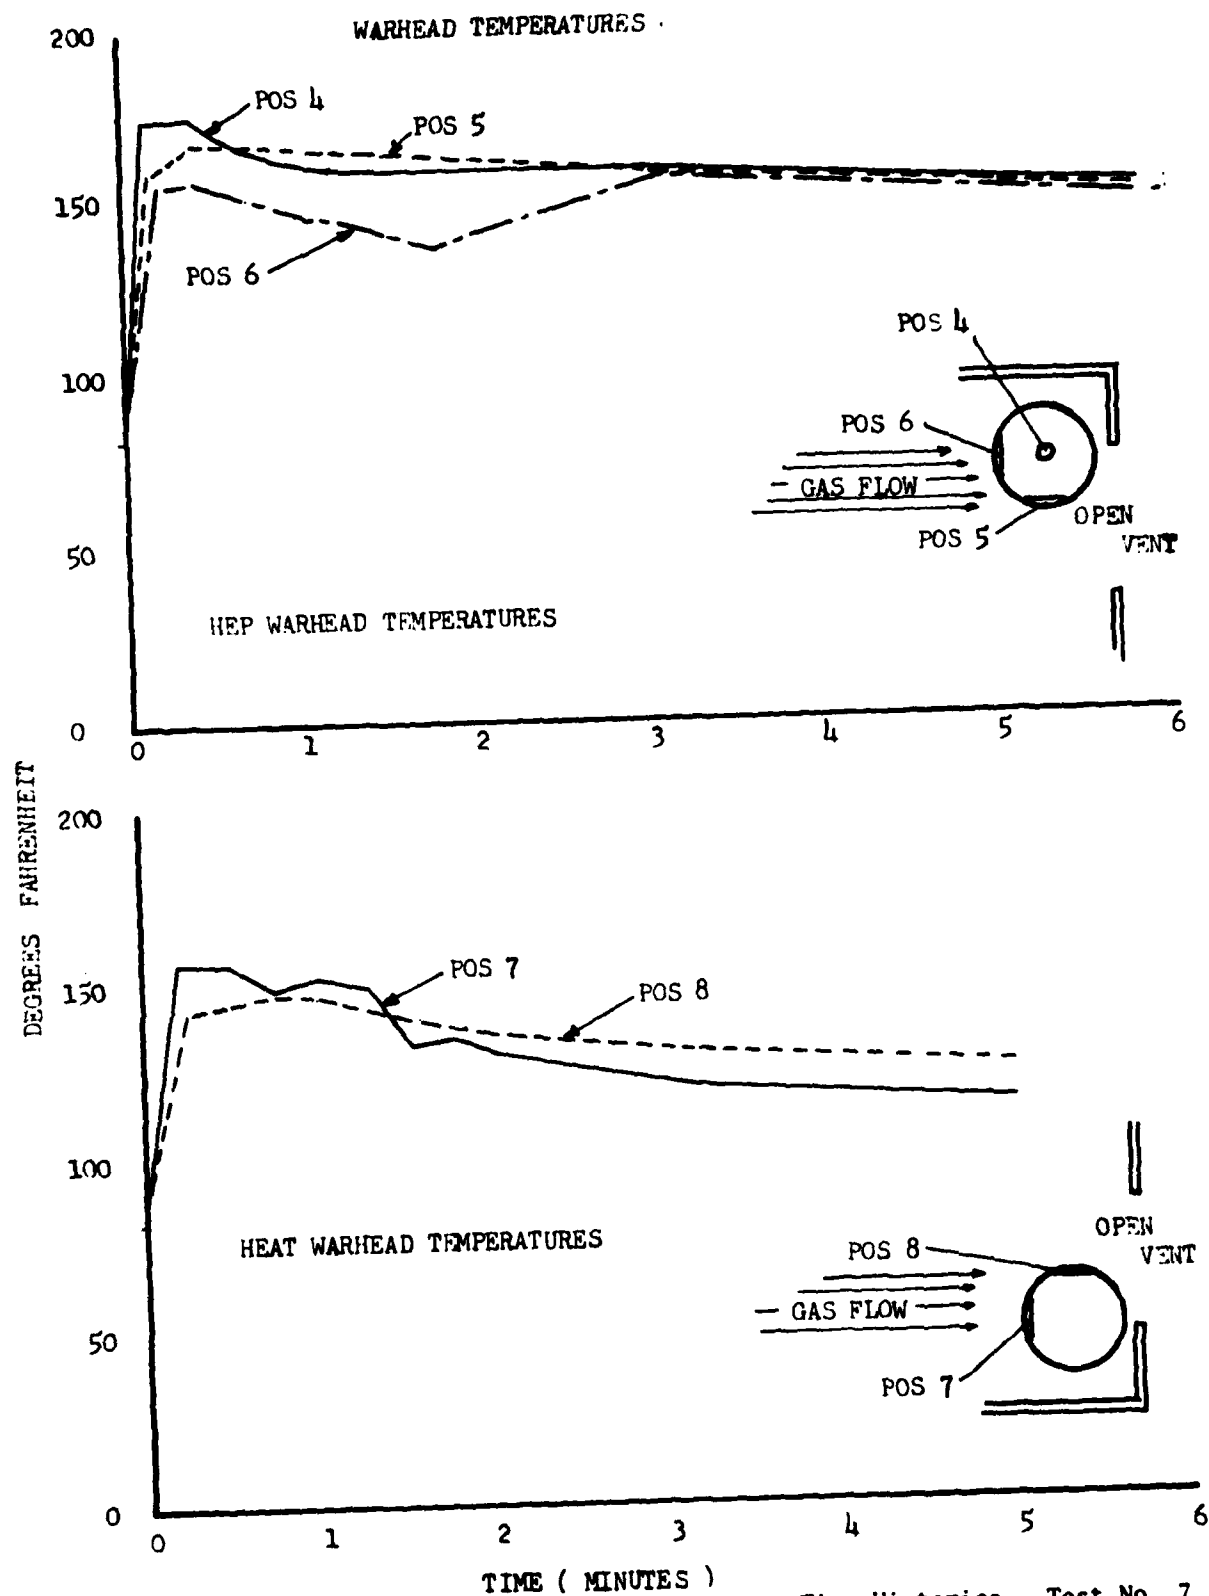 WARHEAD TEMPERATURES
200
POS 4
POS 5
150
POS 6
POS 4
100
POS 6
GAS FLOW
OPEN
VENT
POS 5
50
HEP WARHEAD TEMPERATURES
0
0 1 2 3 4 5 6
DEGREES FAHRENHEIT
200
POS 7
POS 8
150
100
HEAT WARHEAD TEMPERATURES
OPEN
VENT
POS 8
GAS FLOW
50
POS 7
0
0 1 2 3 4 5 6
TIME ( MINUTES )
Test No. 7